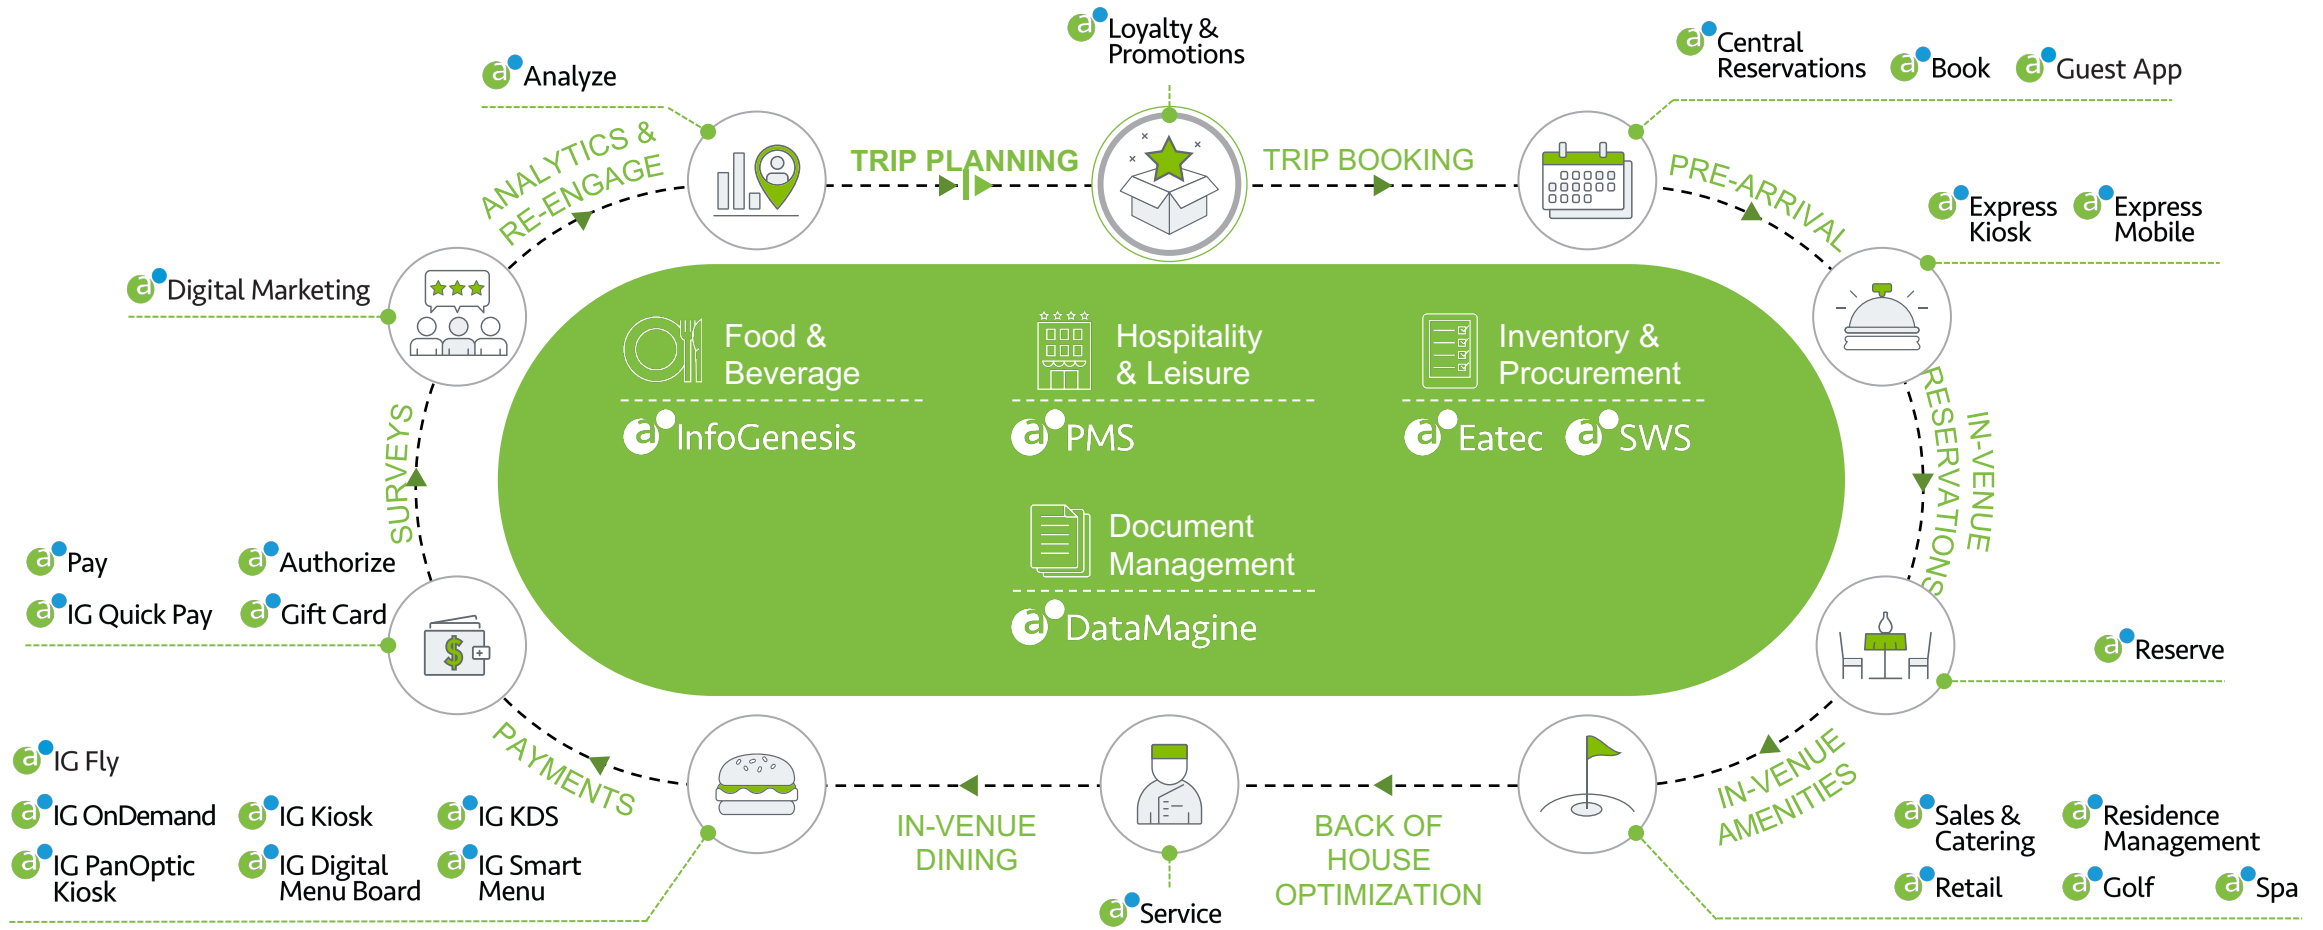 Loyalty &
Promotions
Analyze
Central
Reservations
Book
Guest App
ANALYTICS &
RE-ENGAGE
TRIP PLANNING
TRIP BOOKING
PRE-ARRIVAL
Express
Kiosk
Express
Mobile
Digital Marketing
Food &
Beverage
InfoGenesis
Hospitality
& Leisure
PMS
Inventory &
Procurement
Eatec
SWS
Document
Management
DataMagine
SURVEYS
IN-VENUE
RESERVATIONS
Pay
Authorize
IG Quick Pay
Gift Card
Reserve
PAYMENTS
IN-VENUE
AMENITIES
IG Fly
IG OnDemand
IG Kiosk
IG KDS
IG PanOptic
Kiosk
IG Digital
Menu Board
IG Smart
Menu
IN-VENUE
DINING
Service
BACK OF
HOUSE
OPTIMIZATION
Sales &
Catering
Residence
Management
Retail
Golf
Spa